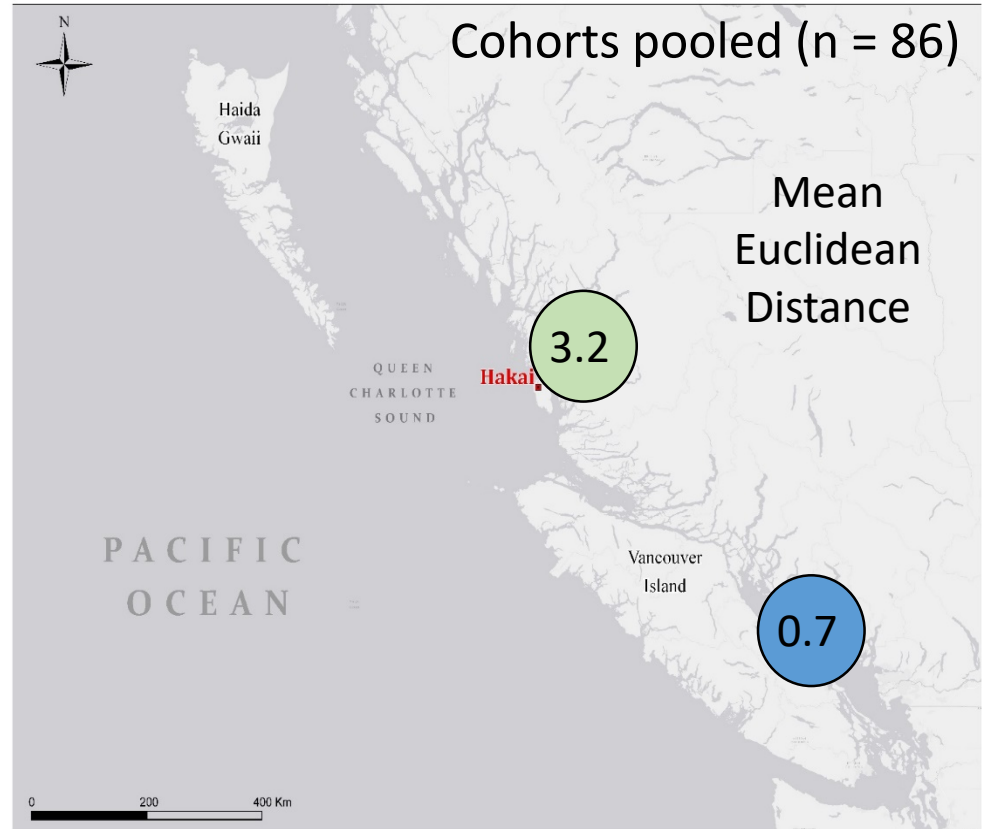 N
Cohorts pooled (n = 86)
Haida
Gwaii
Mean
Euclidean
Distance
3.2
QUEEN
CHARLOTTE
SOUND
Hakai
PACIFIC
OCEAN
Vancouver
Island
0.7
0 200 400 Km